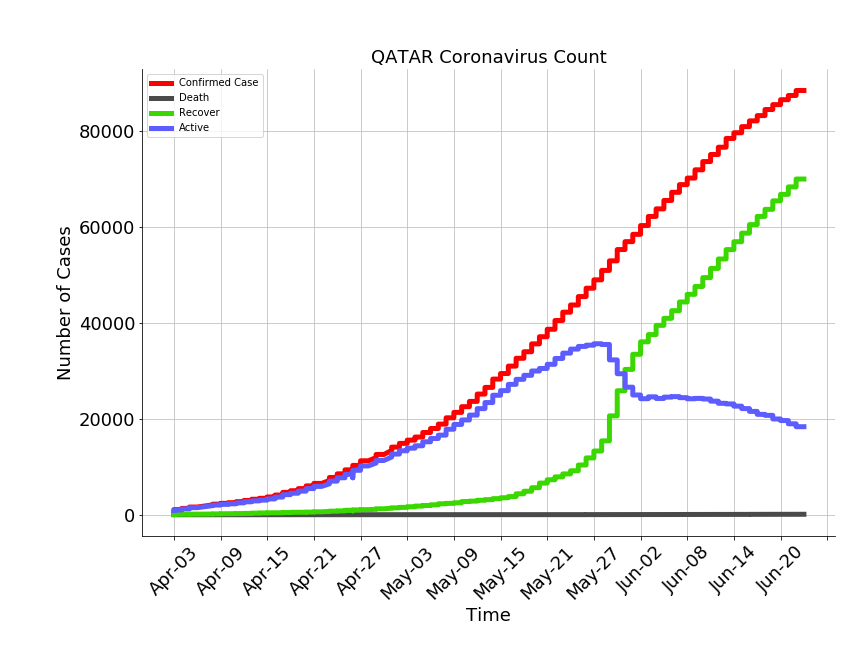 QATAR Coronavirus Count
Confirmed Case
Death
Recover
Active
Number of Cases
80000
60000
40000
20000
0
Apr-03
Apr-09
Apr-15
Apr-21
Apr-27
May-03
May-09
May-15
May-21
May-27
Jun-02
Jun-08
Jun-14
Jun-20
Time